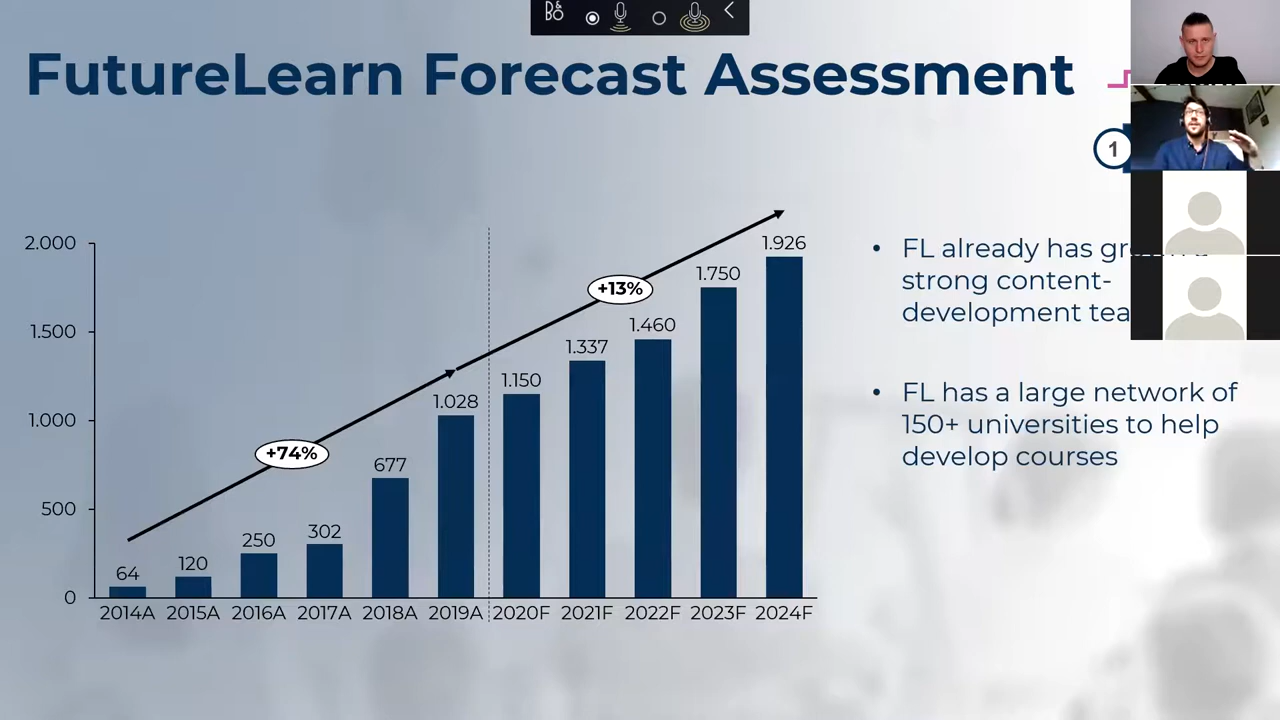 B&O
FutureLearn Forecast Assessment
1
2.000
1.500
1.000
500
0
+74%
+13%
64
120
250
302
677
1.028
1.150
1.337
1.460
1.750
1.926
2014A 2015A 2016A 2017A 2018A 2019A 2020F 2021F 2022F 2023F 2024F
• FL already has
strong content-
development
• FL has a large network of
150+ universities to help
develop courses